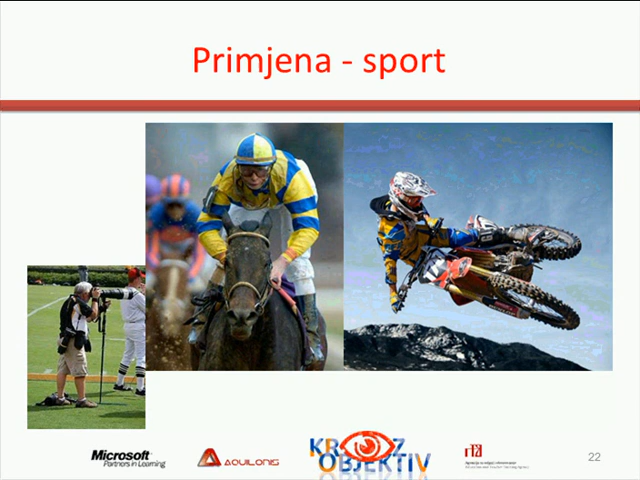 Primjena - sport
Microsoft
Partners in Learning
AQUILONIS
KROZ
OBJEKTIV
22